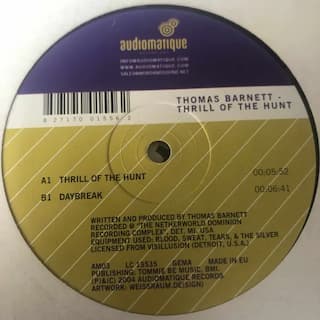 audiomatique
INFO@AUDIOMATIQUE.COM
WWW.AUDIOMATIQUE.COM
SALES@WORDANDSOUND.NET
THOMAS BARNETT -
THRILL OF THE HUNT
A1 THRILL OF THE HUNT 00:05:52
B1 DAYBREAK 00:06:41
WRITTEN AND PRODUCED BY THOMAS BARNETT
RECORDED @ "THE NETHERWORLD DOMINION
RECORDING COMPLEX", DET. MI. USA
EQUIPMENT USED: BLOOD, SWEAT, TEARS, & THE SILVER
LICENSED FROM VISILLUSION (DETROIT, U.S.A.)
AM03 LC 19535 GEMA MADE IN EU
PUBLISHING: TOMMIE BE MUSIC, BMI.
(P)&(C) 2004 AUDIOMATIQUE RECORDS
ARTWORK: WEISSRAUM.DE(SIGN)